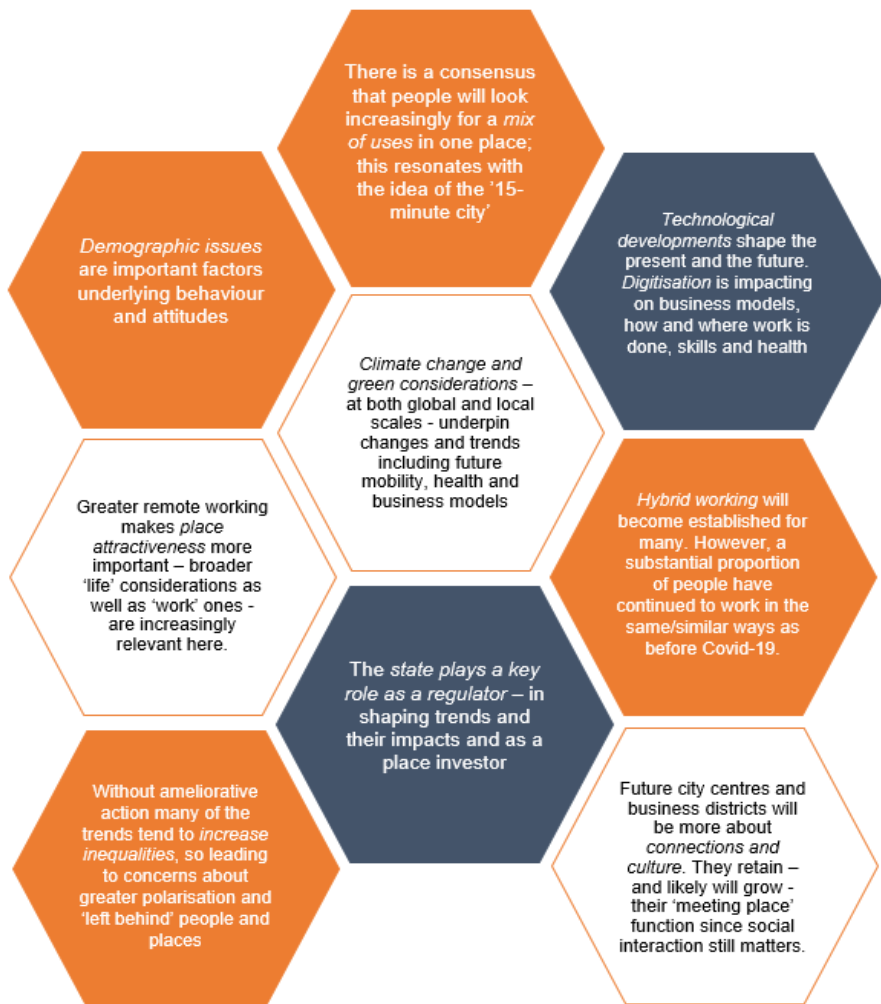 There is a consensus
that people will look
increasingly for a mix
of uses in one place;
this resonates with
the idea of the '15-
minute city'
Demographic issues
are important factors
underlying behaviour
and attitudes
Technological
developments shape the
present and the future.
Digitisation is impacting
on business models,
how and where work is
done, skills and health
Climate change and
green considerations –
at both global and local
scales - underpin
changes and trends
including future
mobility, health and
business models
Greater remote working
makes place
attractiveness more
important – broader
'life' considerations as
well as 'work' ones -
are increasingly
relevant here.
Hybrid working will
become established for
many. However, a
substantial proportion
of people have
continued to work in the
same/similar ways as
before Covid-19.
The state plays a key
role as a regulator – in
shaping trends and
their impacts and as a
place investor
Without ameliorative
action many of the
trends tend to increase
inequalities, so leading
to concerns about
greater polarisation and
'left behind' people and
places
Future city centres and
business districts will
be more about
connections and
culture. They retain –
and likely will grow -
their 'meeting place'
function since social
interaction still matters.